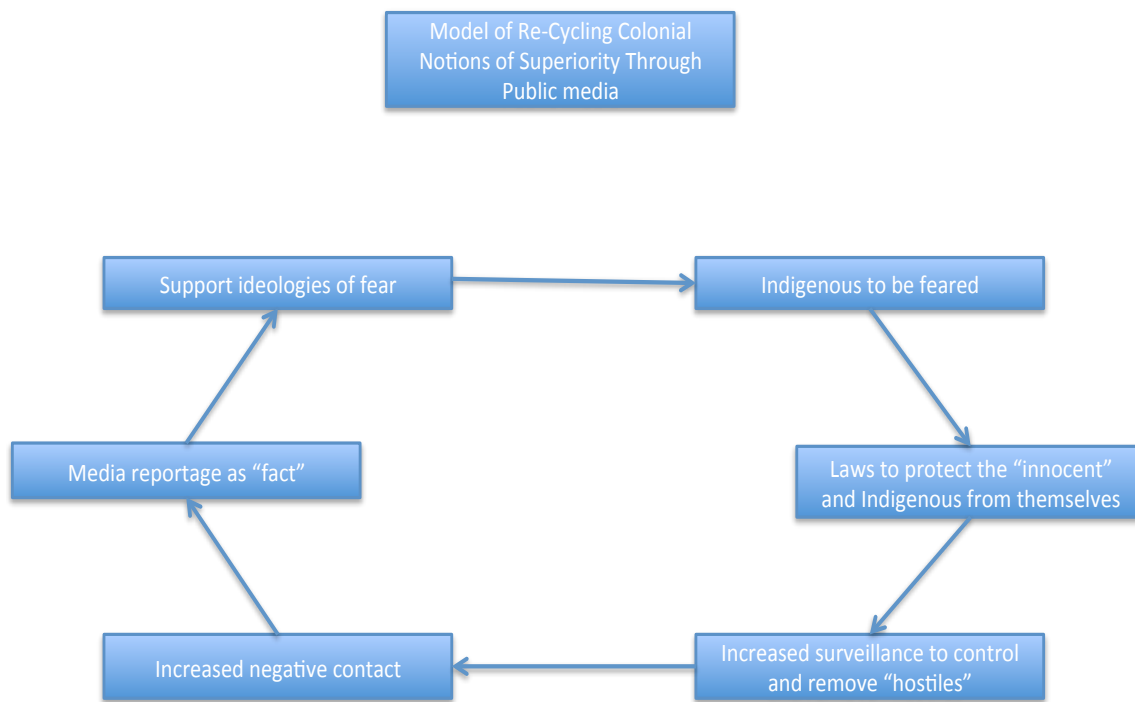 Model of Re-Cycling Colonial
Notions of Superiority Through
Public media
Support ideologies of fear
Indigenous to be feared
Media reportage as “fact”
Laws to protect the “innocent”
and Indigenous from themselves
Increased negative contact
Increased surveillance to control
and remove “hostiles”